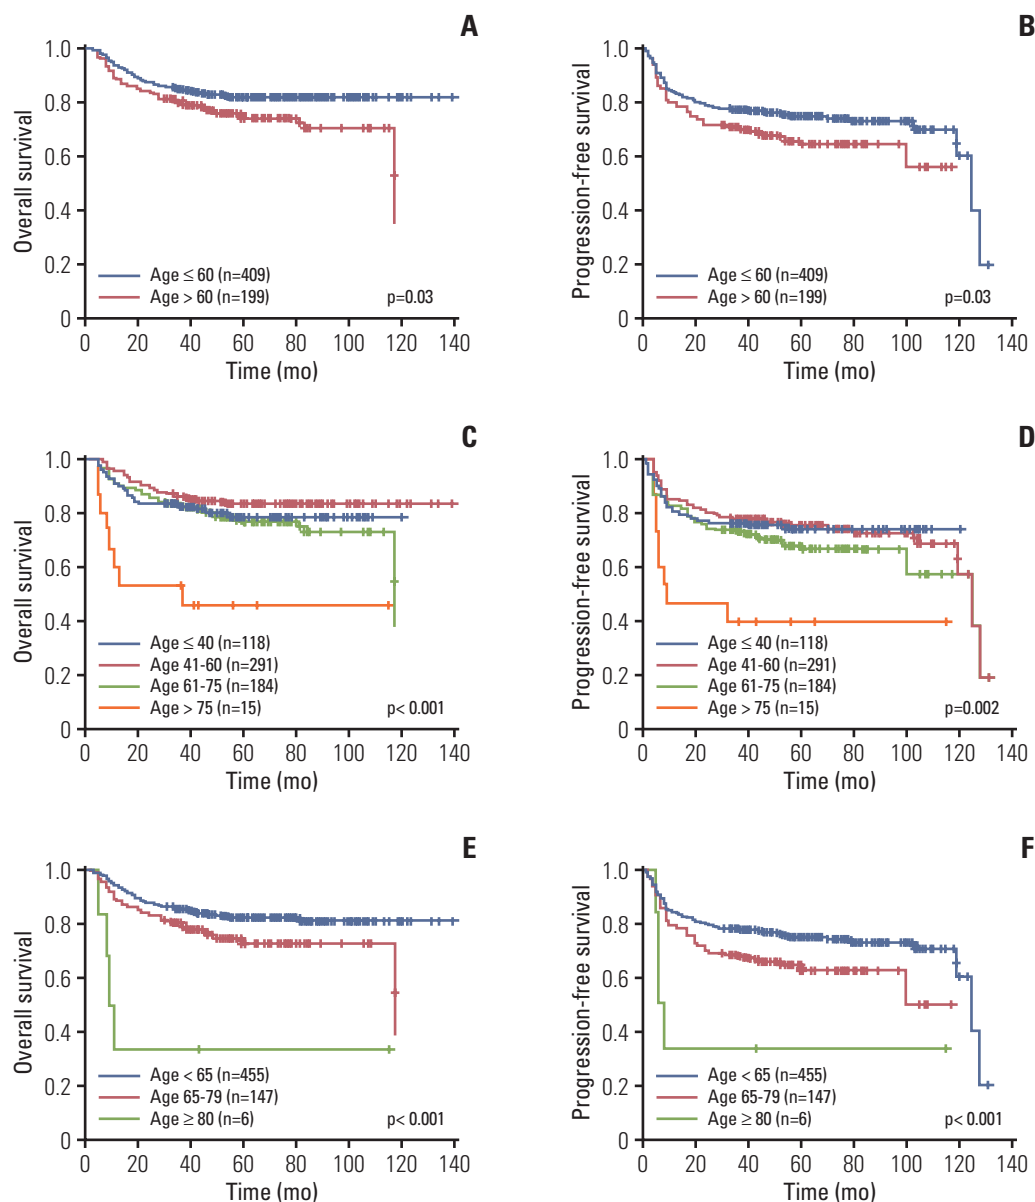 A
1.0
0.8
0.6
0.4
0.2
0
Overall survival
Age ≤ 60 (n=409)
Age > 60 (n=199)
p=0.03
0 20 40 60 80 100 120 140
Time (mo)
B
1.0
0.8
0.6
0.4
0.2
0
Progression-free survival
Age ≤ 60 (n=409)
Age > 60 (n=199)
p=0.03
0 20 40 60 80 100 120 140
Time (mo)
C
1.0
0.8
0.6
0.4
0.2
0
Overall survival
Age ≤ 40 (n=118)
Age 41-60 (n=291)
Age 61-75 (n=184)
Age > 75 (n=15)
p< 0.001
0 20 40 60 80 100 120 140
Time (mo)
D
1.0
0.8
0.6
0.4
0.2
0
Progression-free survival
Age ≤ 40 (n=118)
Age 41-60 (n=291)
Age 61-75 (n=184)
Age > 75 (n=15)
p=0.002
0 20 40 60 80 100 120 140
Time (mo)
E
1.0
0.8
0.6
0.4
0.2
0
Overall survival
Age < 65 (n=455)
Age 65-79 (n=147)
Age ≥ 80 (n=6)
p< 0.001
0 20 40 60 80 100 120 140
Time (mo)
F
1.0
0.8
0.6
0.4
0.2
0
Progression-free survival
Age < 65 (n=455)
Age 65-79 (n=147)
Age ≥ 80 (n=6)
p< 0.001
0 20 40 60 80 100 120 140
Time (mo)